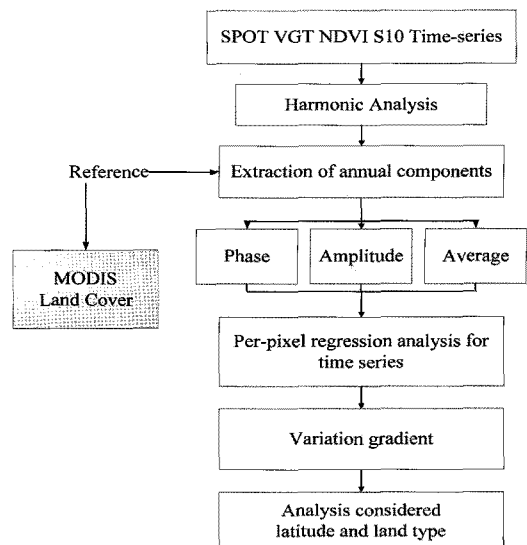 SPOT VGT NDVI S10 Time-series
Harmonic Analysis
Reference
Extraction of annual components
Phase
Amplitude
Average
MODIS
Land Cover
Per-pixel regression analysis for
time series
Variation gradient
Analysis considered
latitude and land type